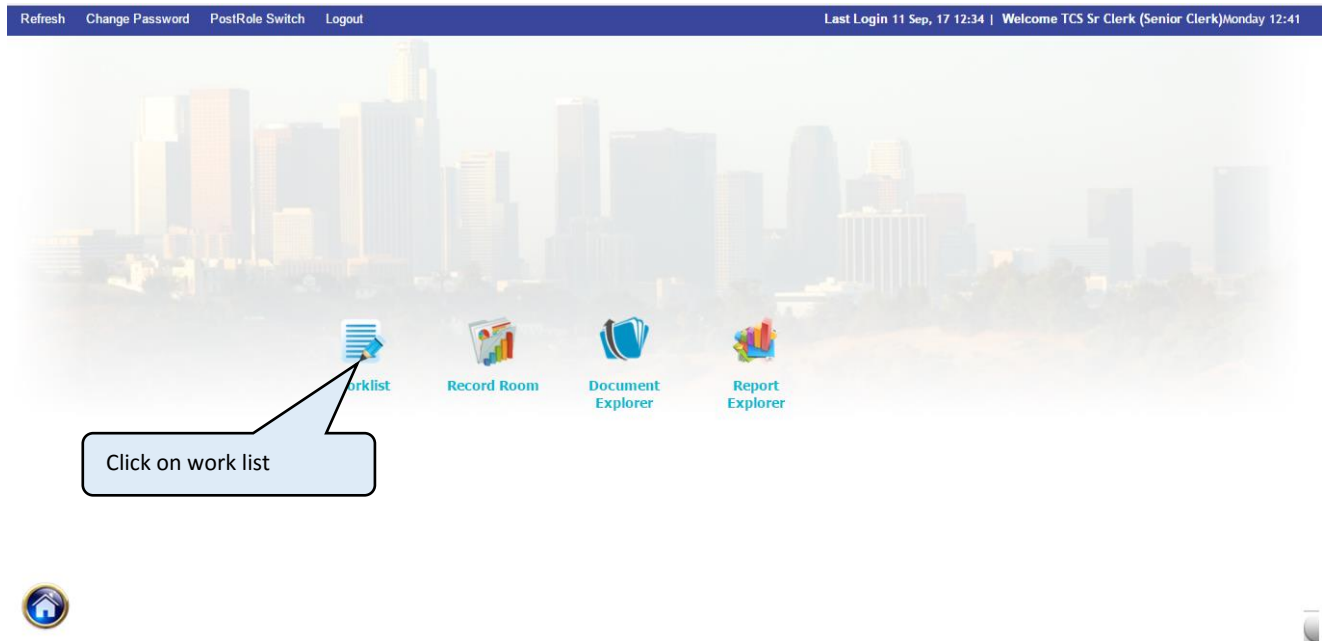 Refresh Change Password PostRole Switch Logout Last Login 11 Sep, 17 12:34 | Welcome TCS Sr Clerk (Senior Clerk)Monday 12:41
orklist Record Room Document Report
Explorer Explorer
Click on work list